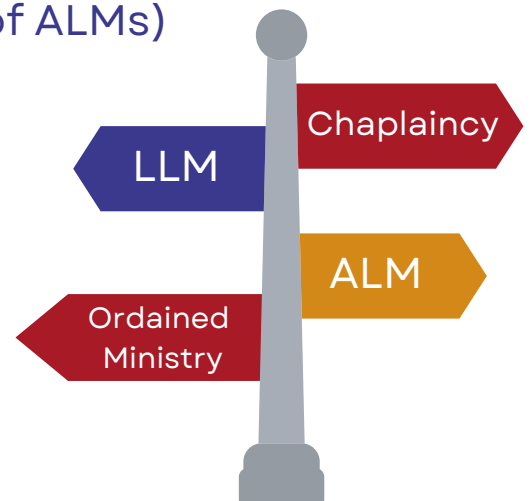 of ALMs)
Chaplaincy
LLM
ALM
Ordained
Ministry